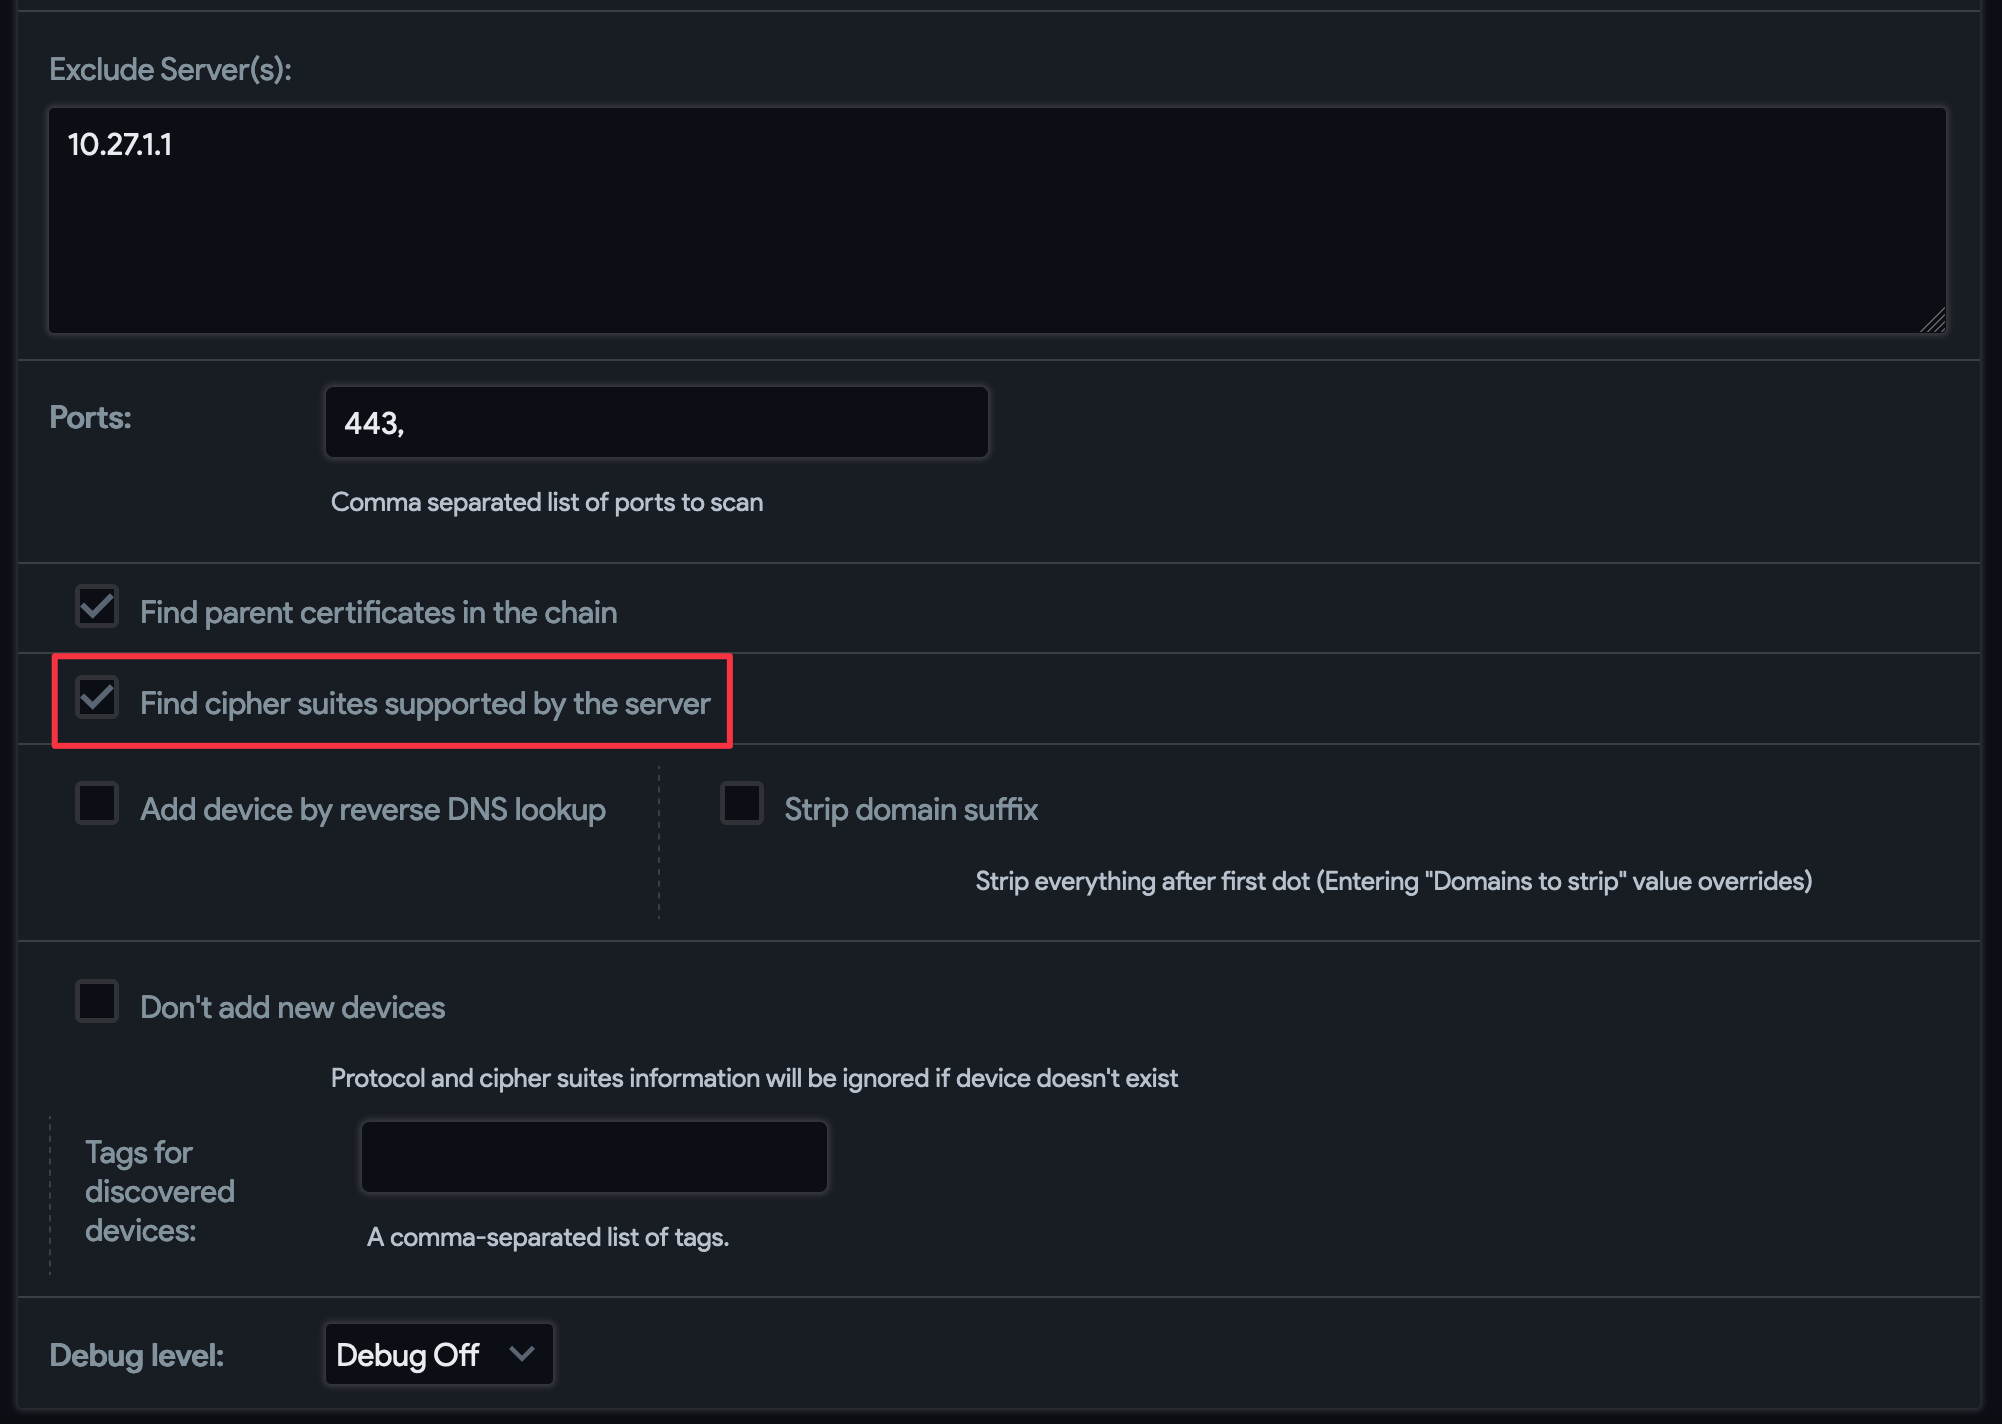 Exclude Server(s):
10.27.1.1
Ports:
443,
Comma separated list of ports to scan
Find parent certificates in the chain
Find cipher suites supported by the server
Add device by reverse DNS lookup
Strip domain suffix
Strip everything after first dot (Entering "Domains to strip" value overrides)
Don't add new devices
Protocol and cipher suites information will be ignored if device doesn't exist
Tags for
discovered
devices:
A comma-separated list of tags.
Debug level:
Debug Off